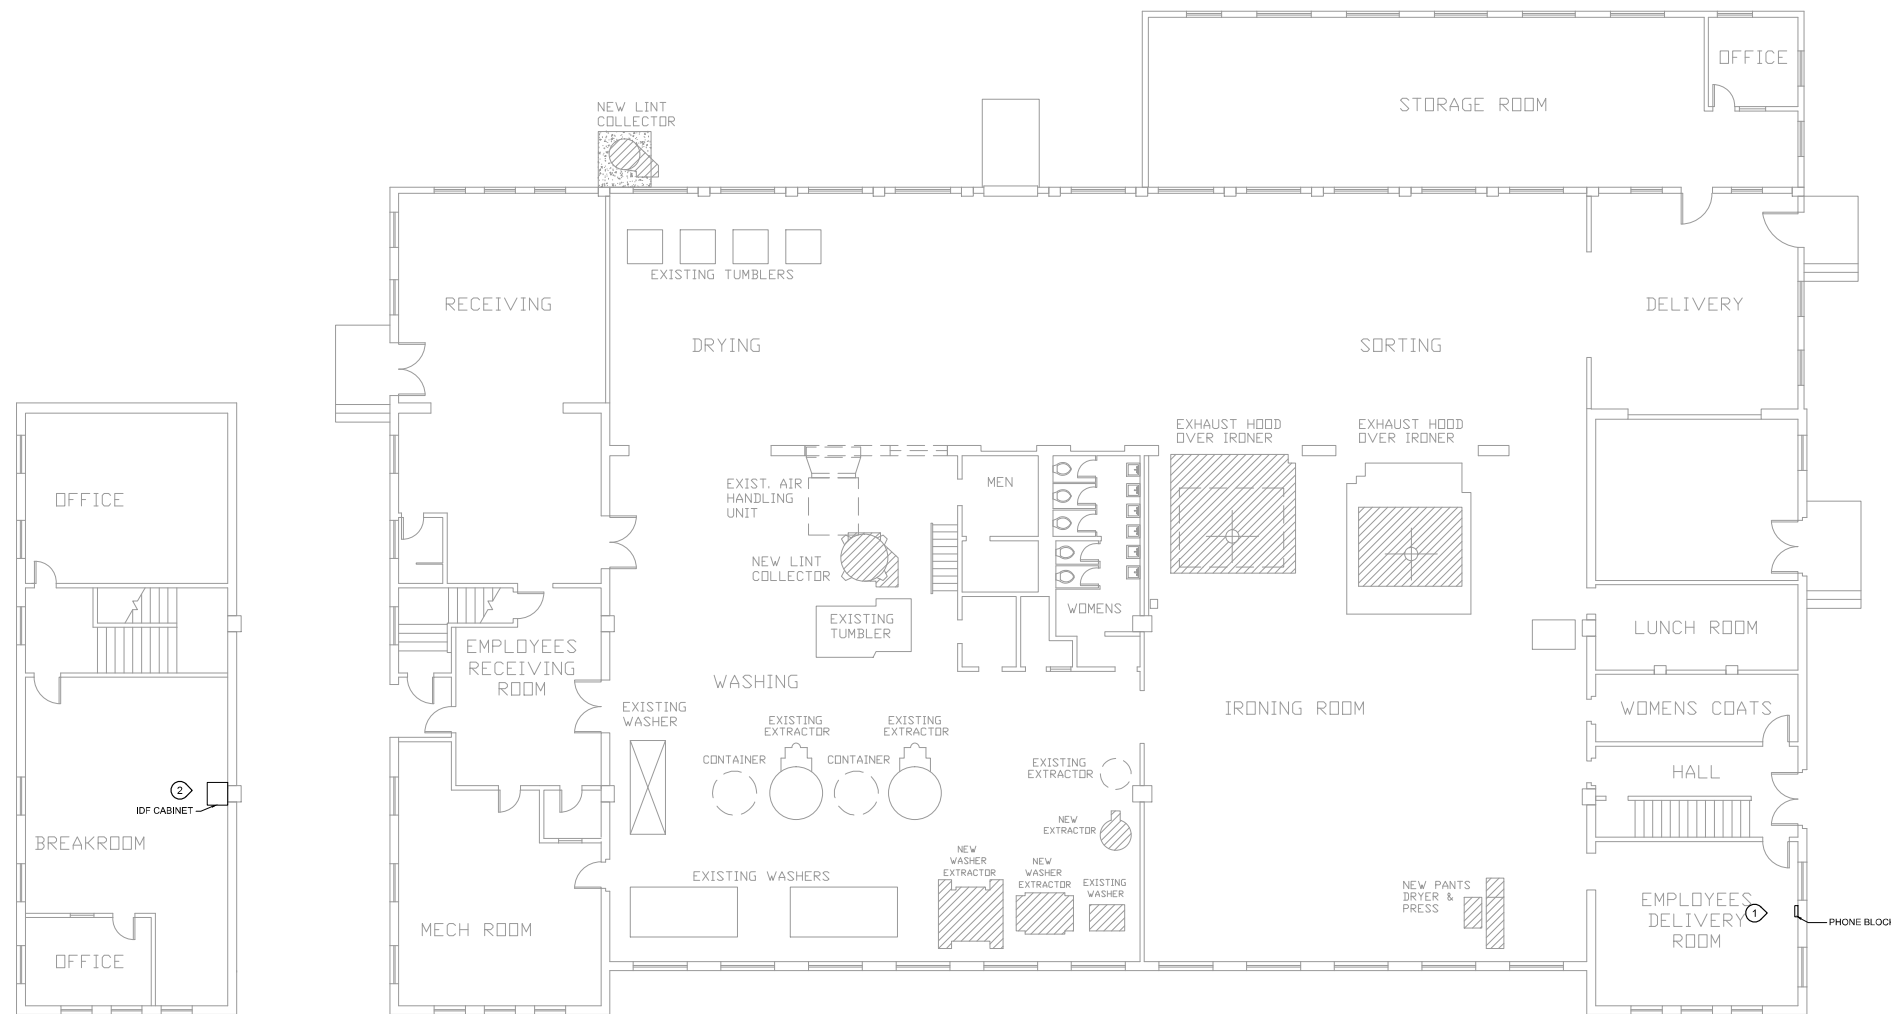 OFFICE
STORAGE ROOM
NEW LINT
COLLECTOR
EXISTING TUMBLERS
RECEIVING
DELIVERY
DRYING
SORTING
EXHAUST HOOD
OVER IRONER
EXHAUST HOOD
OVER IRONER
OFFICE
EXIST. AIR
HANDLING
UNIT
MEN
NEW LINT
COLLECTOR
WOMENS
EXISTING
TUMBLER
LUNCH ROOM
EMPLOYEES
RECEIVING
ROOM
WASHING
IRONING ROOM
WOMENS COATS
EXISTING
WASHER
EXISTING
EXTRACTOR
EXISTING
EXTRACTOR
CONTAINER
CONTAINER
EXISTING
EXTRACTOR
HALL
2
IDF CABINET
NEW
EXTRACTOR
BREAKROOM
NEW
WASHER
EXTRACTOR
NEW
WASHER
EXTRACTOR
EXISTING
WASHER
EXISTING WASHERS
NEW PANTS
DRYER &
PRESS
EMPLOYEES
DELIVERY
ROOM
1
PHONE BLOCK
MECH ROOM
OFFICE